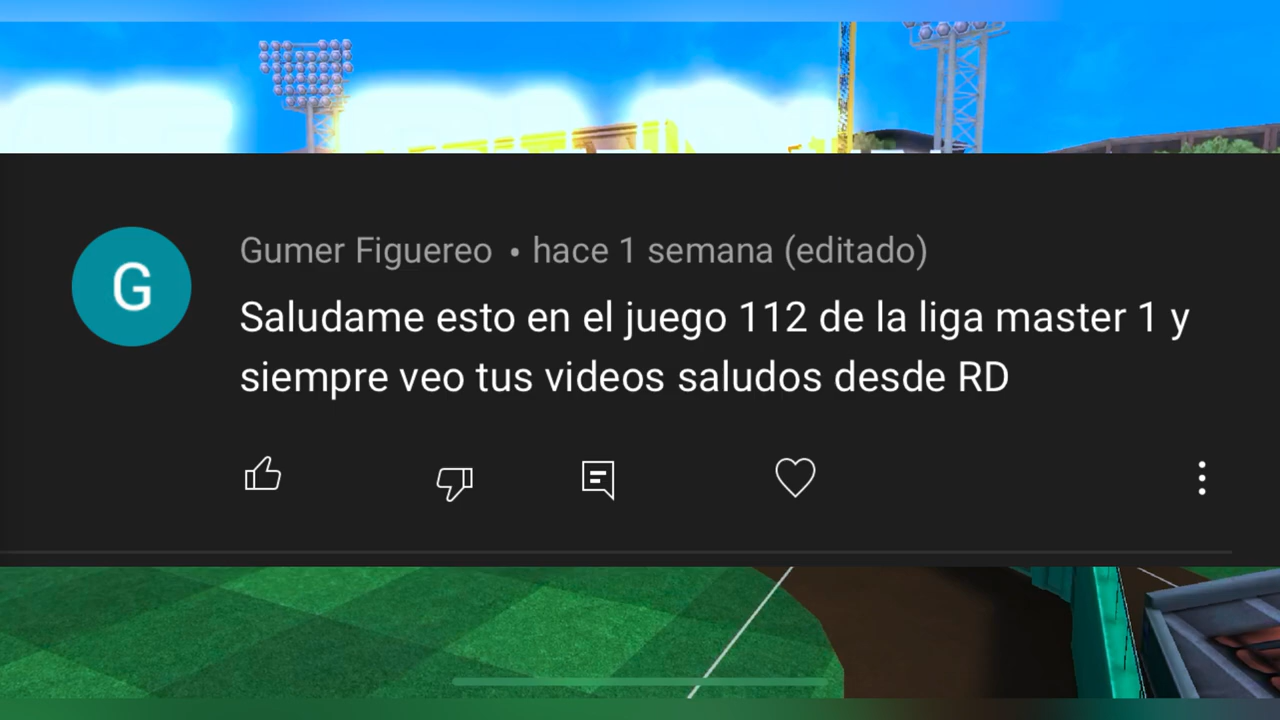 G
Gumer Figuereo • hace 1 semana (editado)
Saludame esto en el juego 112 de la liga master 1 y
siempre veo tus videos saludos desde RD